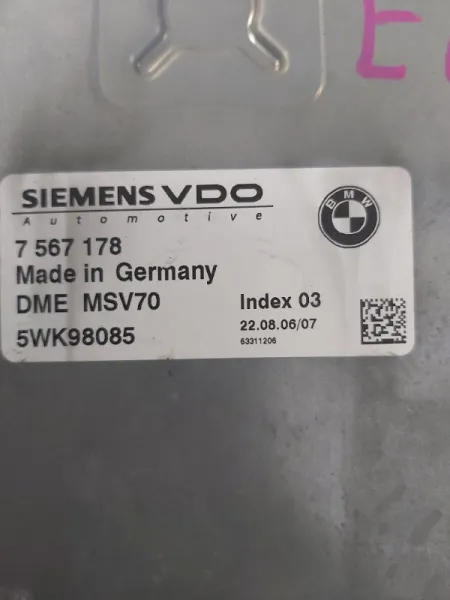 SIEMENS VDO
Automotive
BMW
7 567 178
Made in Germany
DME MSV70
Index 03
5WK98085
22.08.06/07
63311206